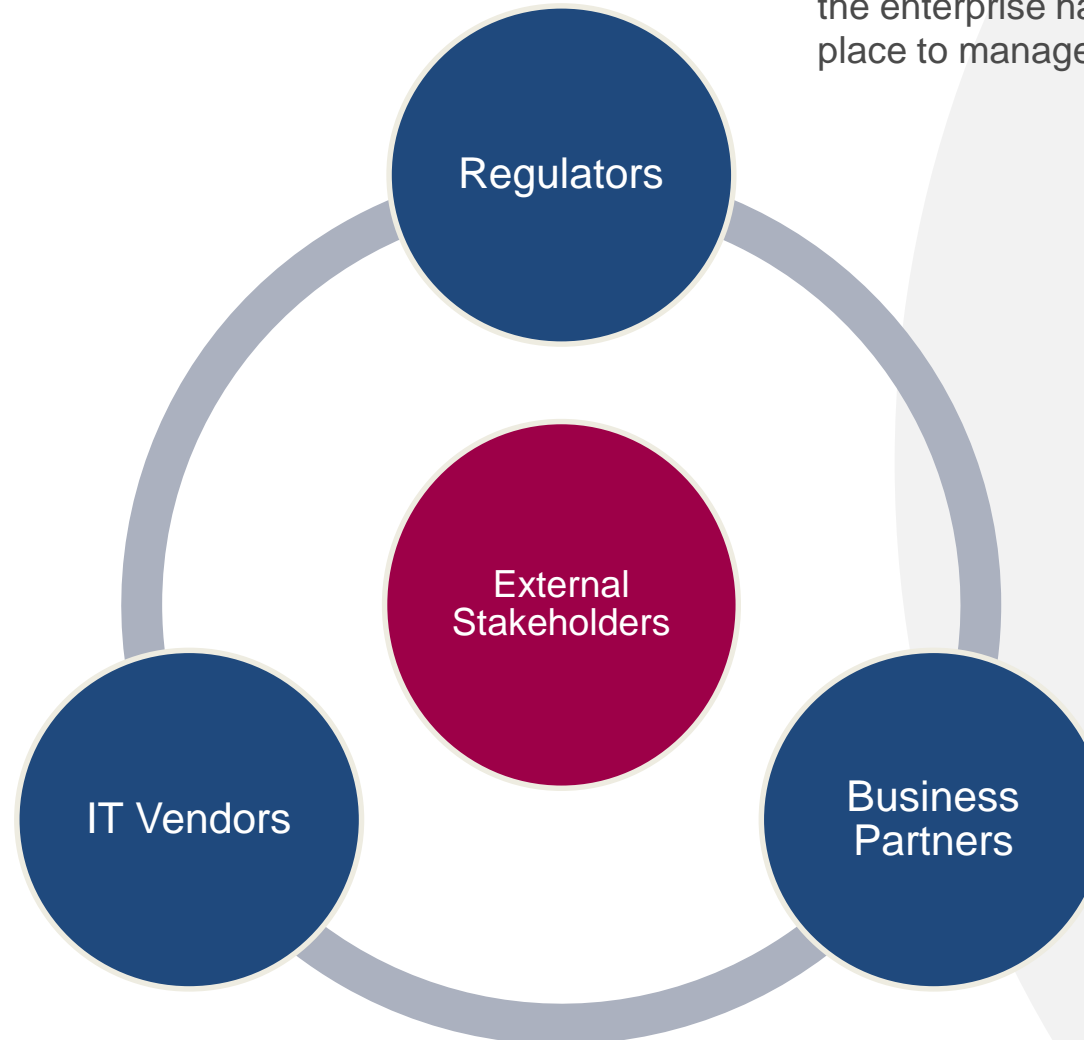 the enterprise ha
place to manage
Regulators
External
Stakeholders
IT Vendors
Business
Partners